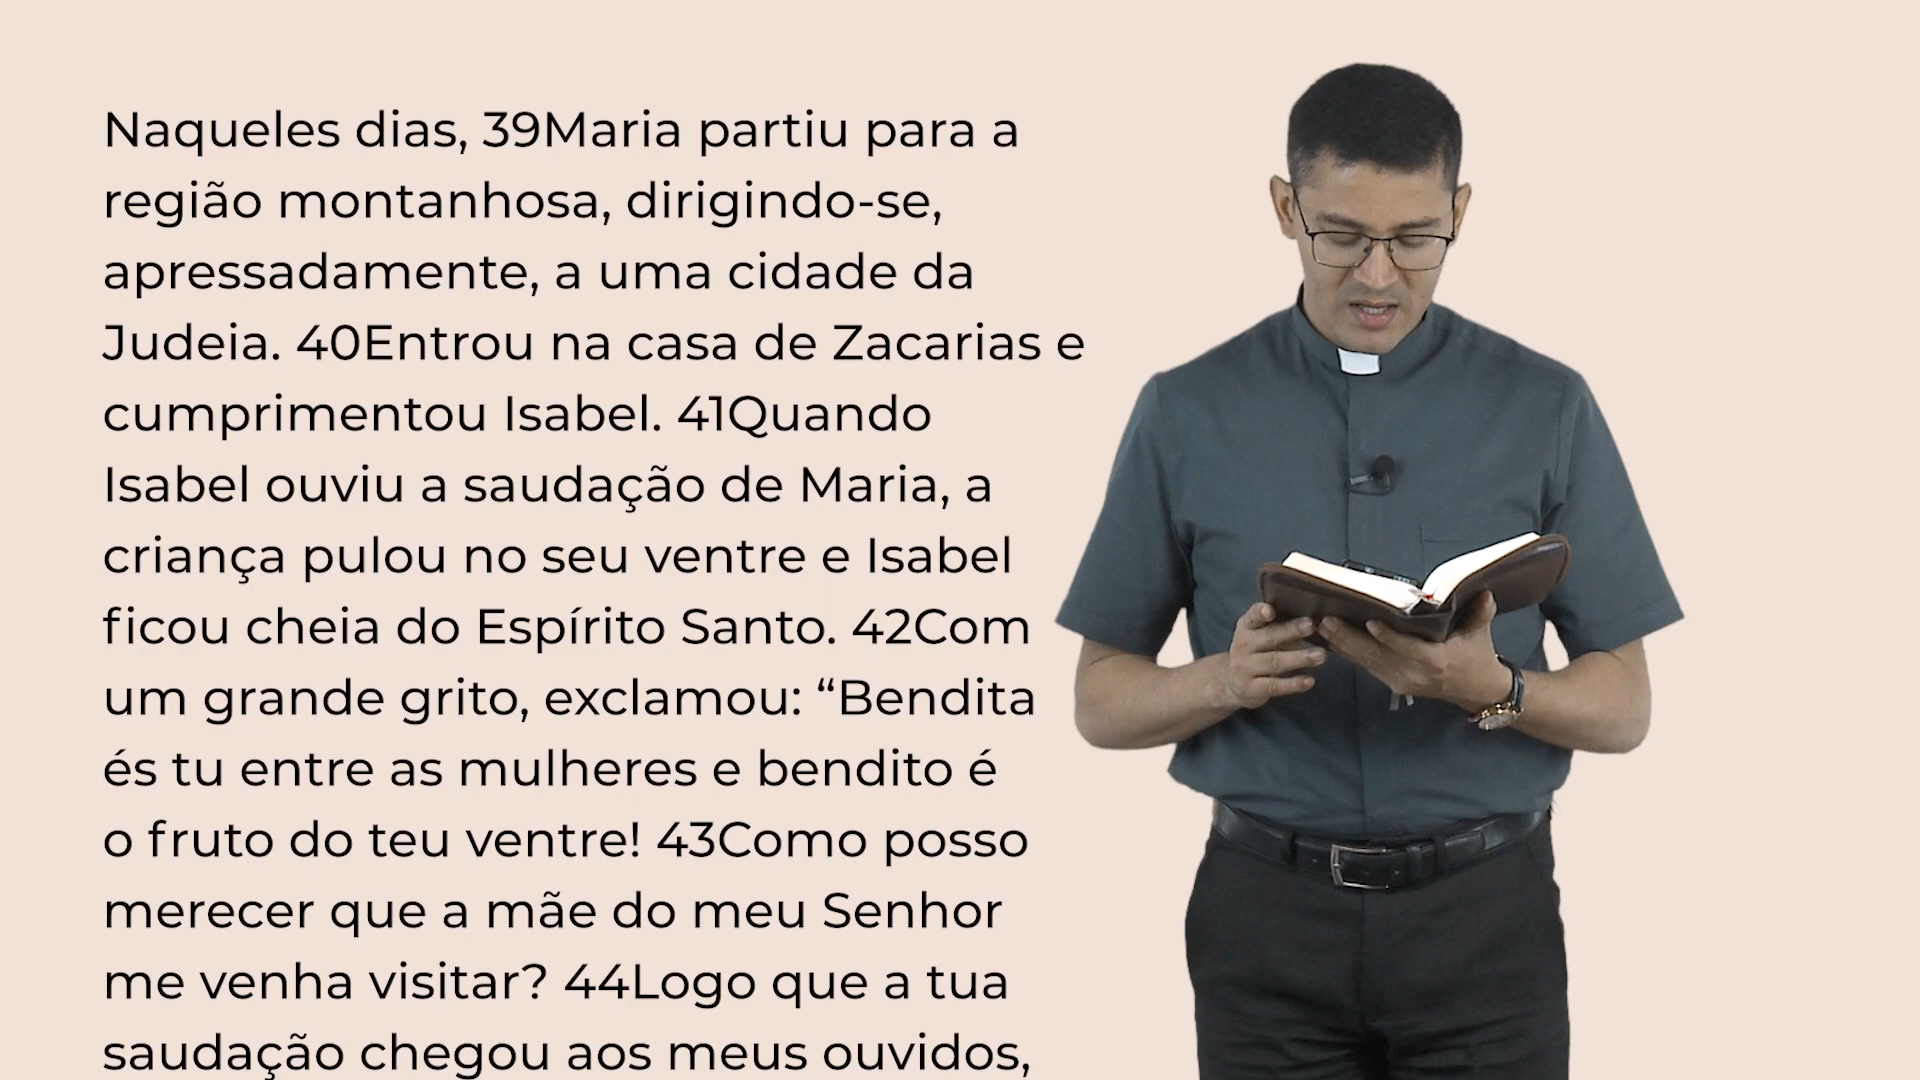 Naqueles dias, 39Maria partiu para a
região montanhosa, dirigindo-se,
apressadamente, a uma cidade da
Judeia. 40Entrou na casa de Zacarias e
cumprimentou Isabel. 41Quando
Isabel ouviu a saudação de Maria, a
criança pulou no seu ventre e Isabel
ficou cheia do Espírito Santo. 42Com
um grande grito, exclamou: “Bendita
és tu entre as mulheres e bendito é
o fruto do teu ventre! 43Como posso
merecer que a mãe do meu Senhor
me venha visitar? 44Logo que a tua
saudação chegou aos meus ouvidos,